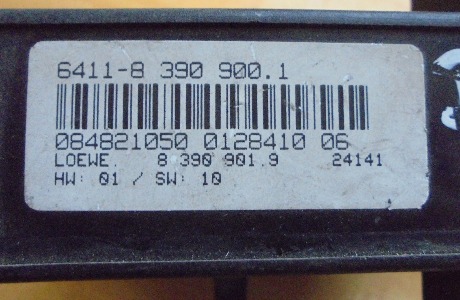 6411-8 390 900.1
084821050 0128410 06
LOEWE. 8 390 901.9 24141
HW: 01 / SW: 10